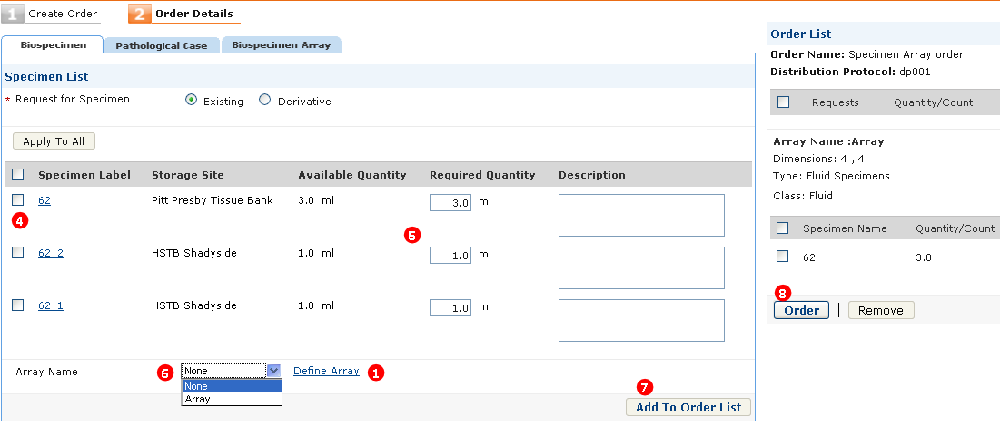 1 Create Order 2 Order Details
Biospecimen Pathological Case Biospecimen Array
Specimen List
* Request for Specimen Existing Derivative
Apply To All
Specimen Label Storage Site Available Quantity Required Quantity Description
62 Pitt Presby Tissue Bank 3.0 ml 3.0 ml
4
5
62_2 HSTB Shadyside 1.0 ml 1.0 ml
62_1 HSTB Shadyside 1.0 ml 1.0 ml
Array Name 6 None Define Array 1
None
Array
7
Add To Order List
Order List
Order Name: Specimen Array order
Distribution Protocol: dp001
Requests Quantity/Count
Array Name :Array
Dimensions: 4 , 4
Type: Fluid Specimens
Class: Fluid
Specimen Name Quantity/Count
62 3.0
8
Order | Remove